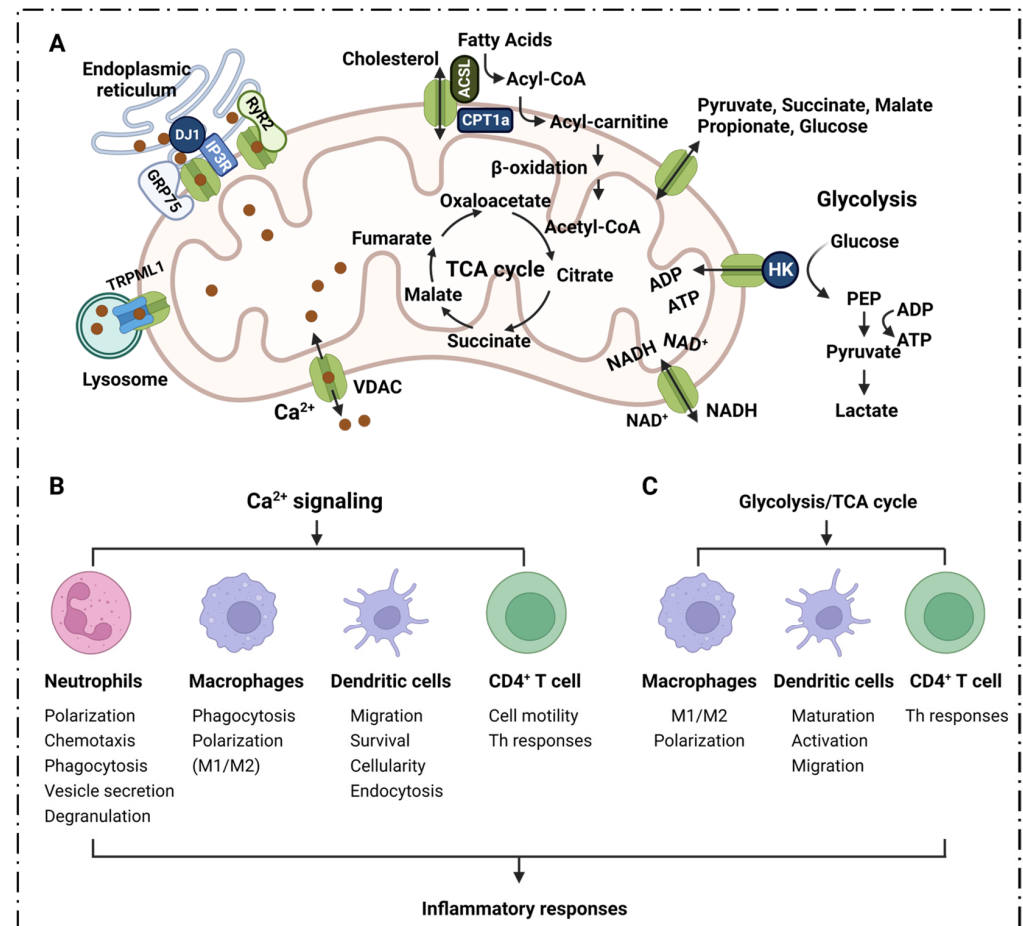 A
Endoplasmic
reticulum
DJ1
IP3R
RyR2
GRP75
TRPML1
Lysosome
Cholesterol
ACSL
CPT1a
Fatty Acids
Acyl-CoA
Acyl-carnitine
β-oxidation
Acetyl-CoA
Oxaloacetate
Fumarate
TCA cycle
Citrate
Malate
Succinate
Ca²⁺
VDAC
Pyruvate, Succinate, Malate
Propionate, Glucose
ADP
ATP
HK
NADH
NAD⁺
NAD⁺
NADH
Glycolysis
Glucose
PEP
ADP
ATP
Pyruvate
Lactate
B
Ca²⁺ signaling
Neutrophils
Polarization
Chemotaxis
Phagocytosis
Vesicle secretion
Degranulation
Macrophages
Phagocytosis
Polarization
(M1/M2)
Dendritic cells
Migration
Survival
Cellularity
Endocytosis
CD4⁺ T cell
Cell motility
Th responses
C
Glycolysis/TCA cycle
Macrophages
M1/M2
Polarization
Dendritic cells
Maturation
Activation
Migration
CD4⁺ T cell
Th responses
Inflammatory responses